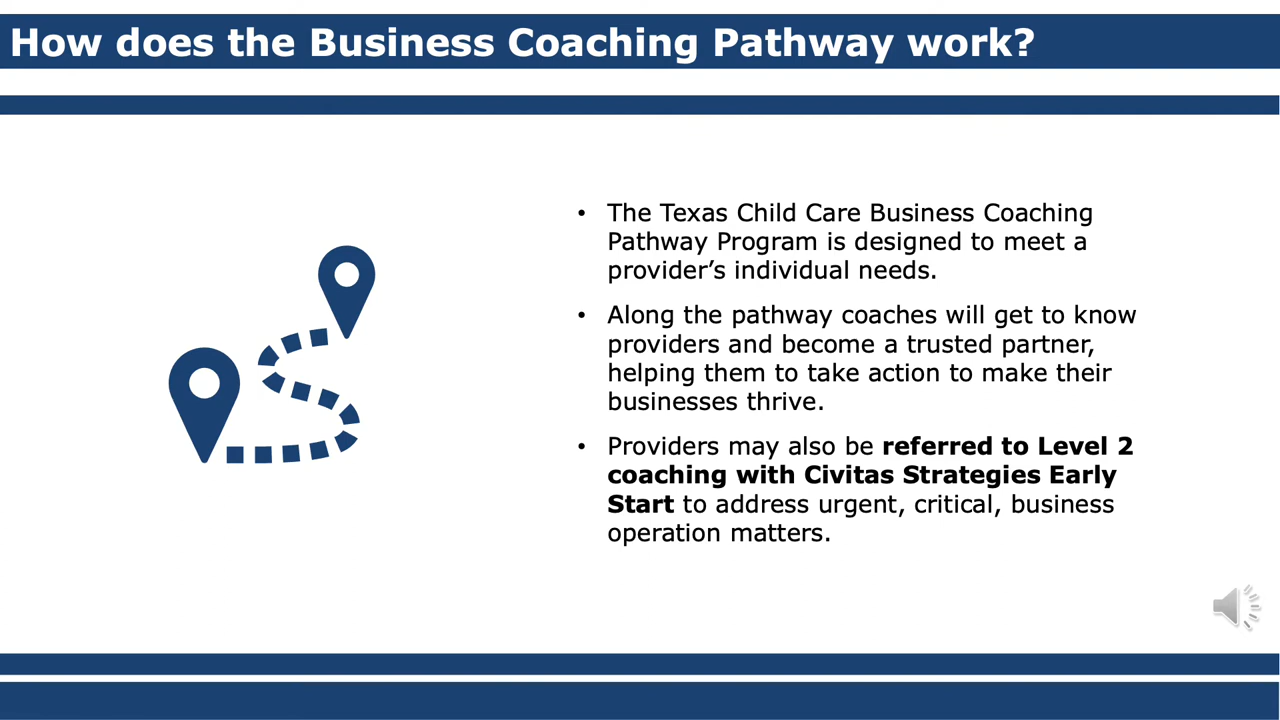 How does the Business Coaching Pathway work?
• The Texas Child Care Business Coaching
Pathway Program is designed to meet a
provider’s individual needs.
• Along the pathway coaches will get to know
providers and become a trusted partner,
helping them to take action to make their
businesses thrive.
• Providers may also be referred to Level 2
coaching with Civitas Strategies Early
Start to address urgent, critical, business
operation matters.